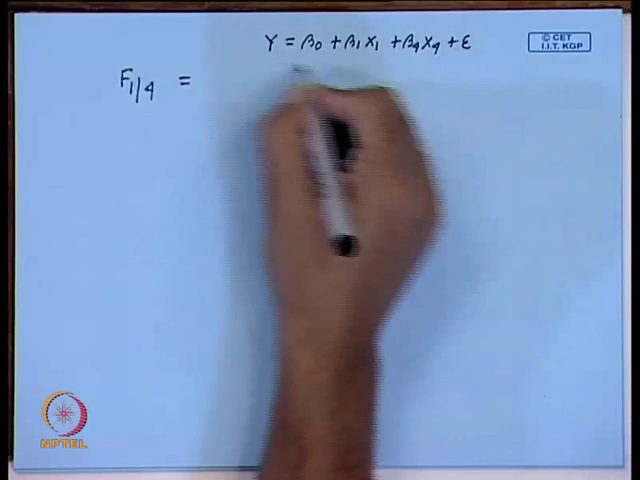 Y = β₀ + β₁X₁ + β₄X₄ + ε
© CET
I.I.T. KGP
F₁|₄ =
NPTEL